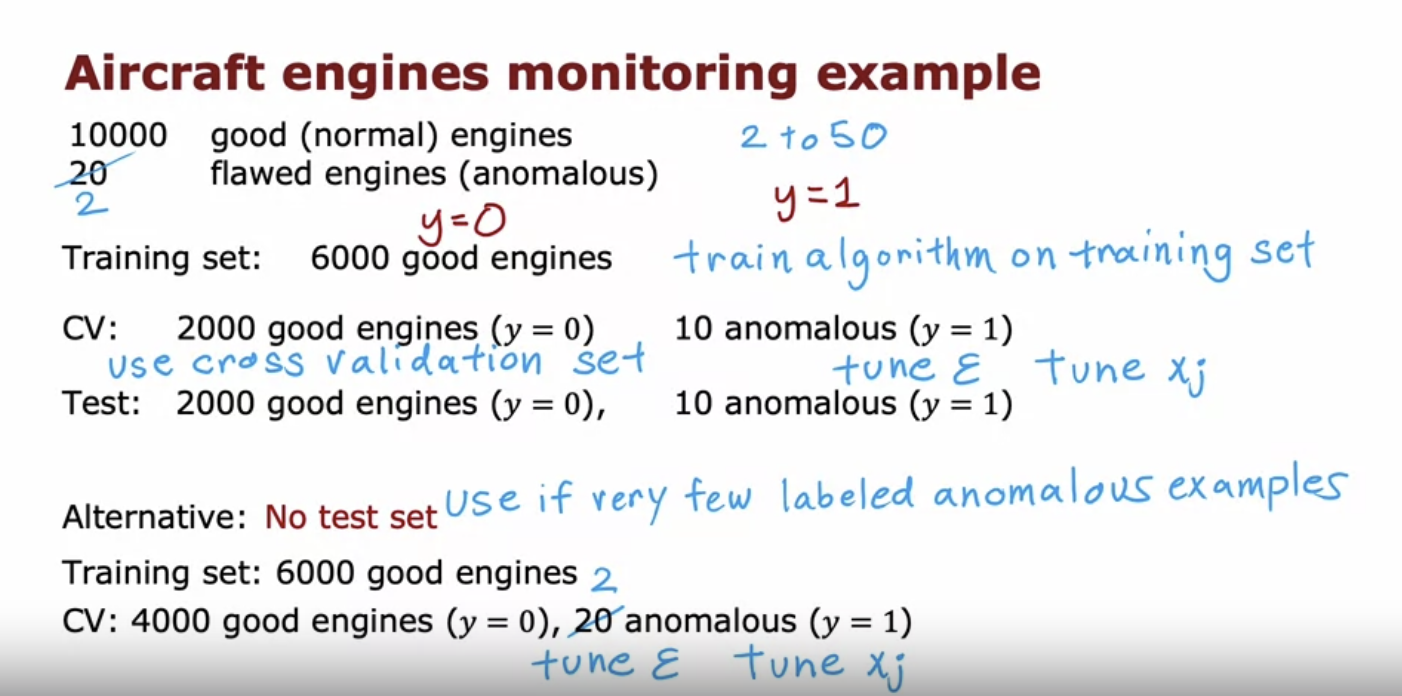 Aircraft engines monitoring example
10000 good (normal) engines 2 to 50
20 flawed engines (anomalous)
2 y=1
y=0
Training set: 6000 good engines train algorithm on training set
CV: 2000 good engines (y = 0) 10 anomalous (y = 1)
use cross validation set tune ε tune xj
Test: 2000 good engines (y = 0), 10 anomalous (y = 1)
Alternative: No test set use if very few labeled anomalous examples
Training set: 6000 good engines 2
CV: 4000 good engines (y = 0), 20 anomalous (y = 1)
tune ε tune xj